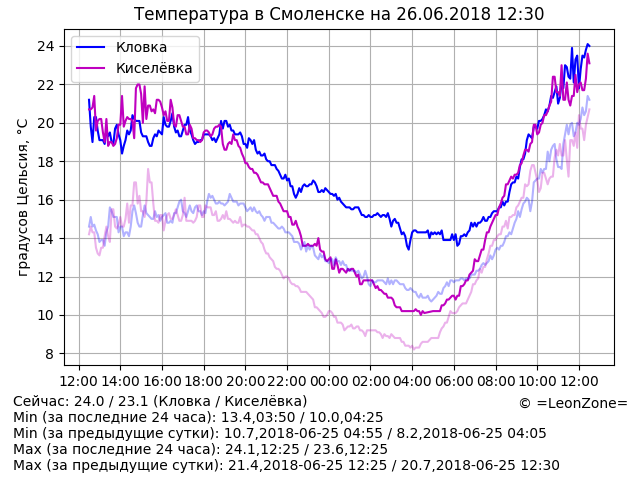 Температура в Смоленске на 26.06.2018 12:30
Кловка
Киселёвка
градусов Цельсия, °C
24
22
20
18
16
14
12
10
8
12:00 14:00 16:00 18:00 20:00 22:00 00:00 02:00 04:00 06:00 08:00 10:00 12:00
Сейчас: 24.0 / 23.1 (Кловка / Киселёвка)
© =LeonZone=
Min (за последние 24 часа): 13.4,03:50 / 10.0,04:25
Min (за предыдущие сутки): 10.7,2018-06-25 04:55 / 8.2,2018-06-25 04:05
Max (за последние 24 часа): 24.1,12:25 / 23.6,12:25
Max (за предыдущие сутки): 21.4,2018-06-25 12:25 / 20.7,2018-06-25 12:30